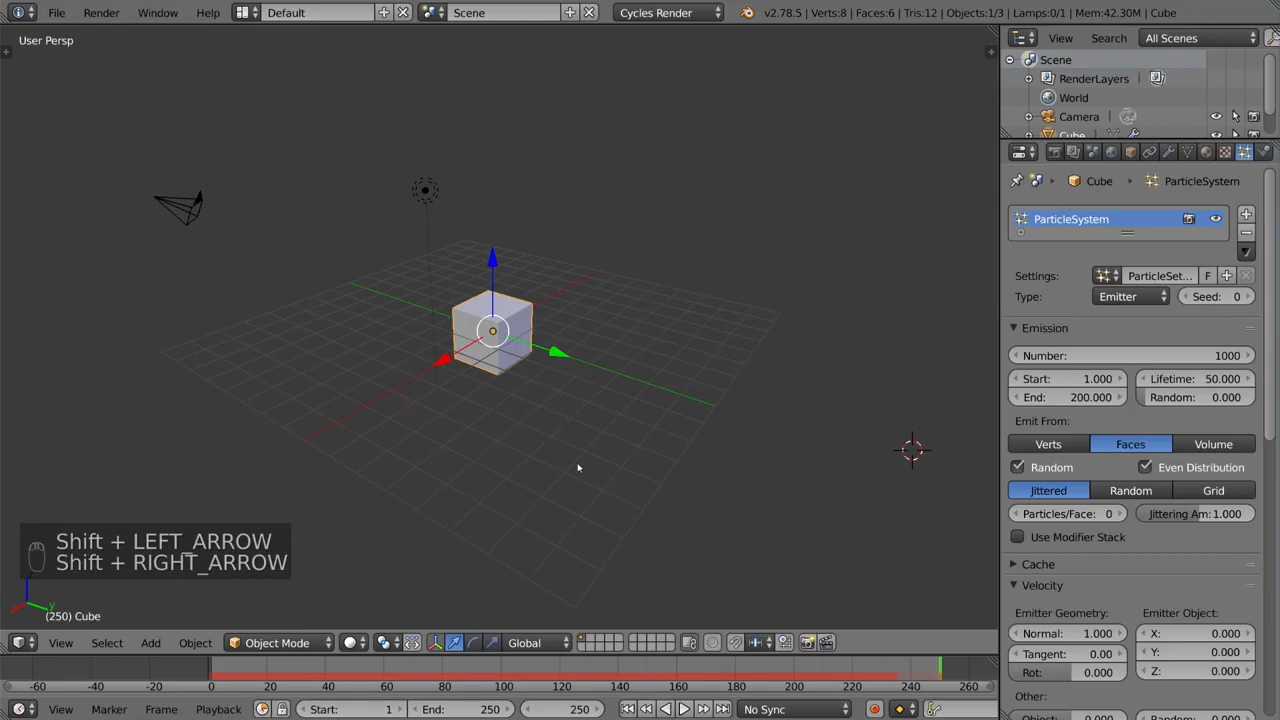 File Render Window Help Default Scene Cycles Render v2.78.5 | Verts:8 | Faces:6 | Tris:12 | Objects:1/3 | Lamps:0/1 | Mem:42.30M | Cube
User Persp
View Search All Scenes
Scene
RenderLayers
World
Camera
Cube
Cube ParticleSystem
ParticleSystem
Settings: ParticleSet... F
Type: Emitter Seed: 0
Emission
Number: 1000
Start: 1.000 Lifetime: 50.000
End: 200.000 Random: 0.000
Emit From:
Verts Faces Volume
Random Even Distribution
Jittered Random Grid
Particles/Face: 0 Jittering Am: 1.000
Use Modifier Stack
Cache
Velocity
Emitter Geometry: Emitter Object:
Normal: 1.000 X: 0.000
Tangent: 0.00 Y: 0.000
Rot: 0.000 Z: 0.000
Other:
Shift + LEFT_ARROW
Shift + RIGHT_ARROW
y
(250) Cube
View Select Add Object Object Mode Global
-60 -40 -20 0 20 40 60 80 100 120 140 160 180 200 220 240 260
View Marker Frame Playback Start: 1 End: 250 250 No Sync